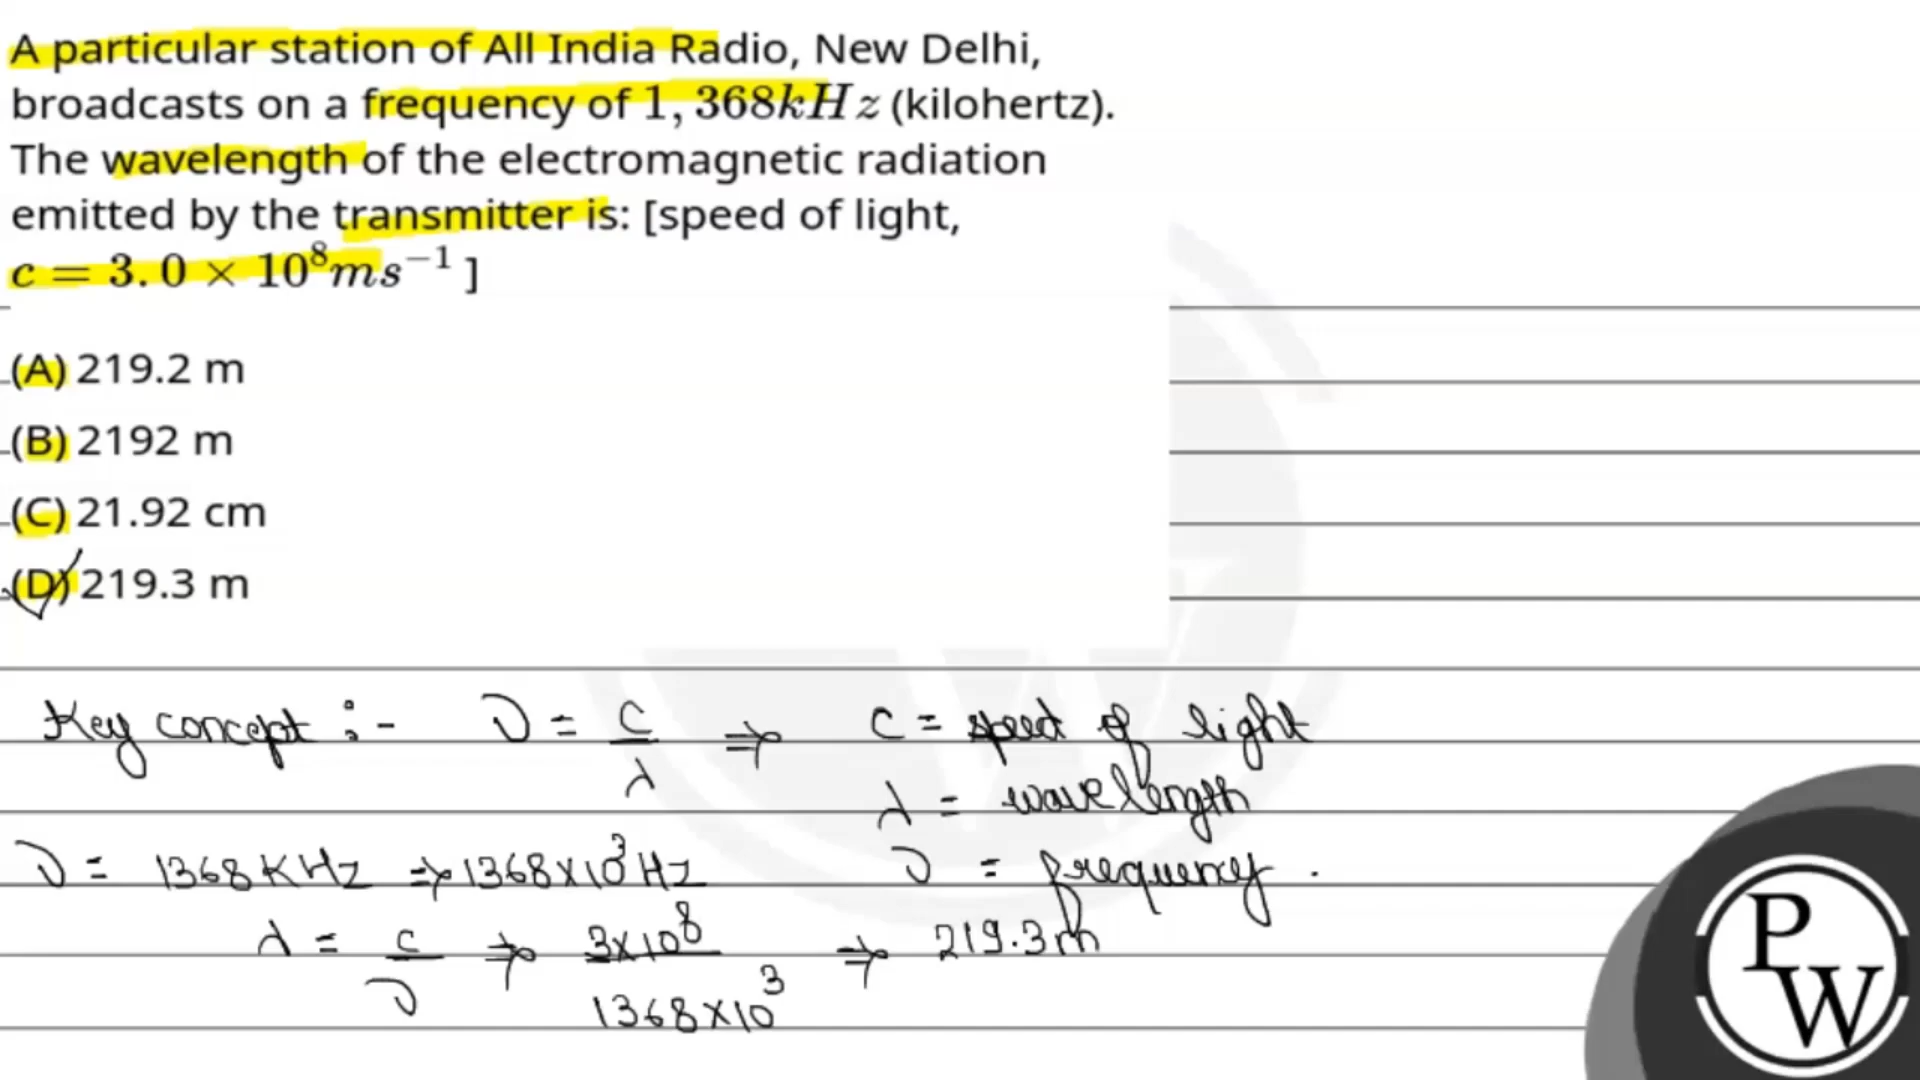 A particular station of All India Radio, New Delhi,
broadcasts on a frequency of 1, 368kHz (kilohertz).
The wavelength of the electromagnetic radiation
emitted by the transmitter is: [speed of light,
c = 3. 0 × 10⁸ms⁻¹ ]
(A) 219.2 m
(B) 2192 m
(C) 21.92 cm
(D) 219.3 m
Key concept :- ν = c/λ ⇒ c = speed of light
λ = wavelength
ν = 1368 KHz ⇒ 1368×10³ Hz ν = frequency .
λ = c/ν ⇒ 3×10⁸/1368×10³ ⇒ 219.3m
PW